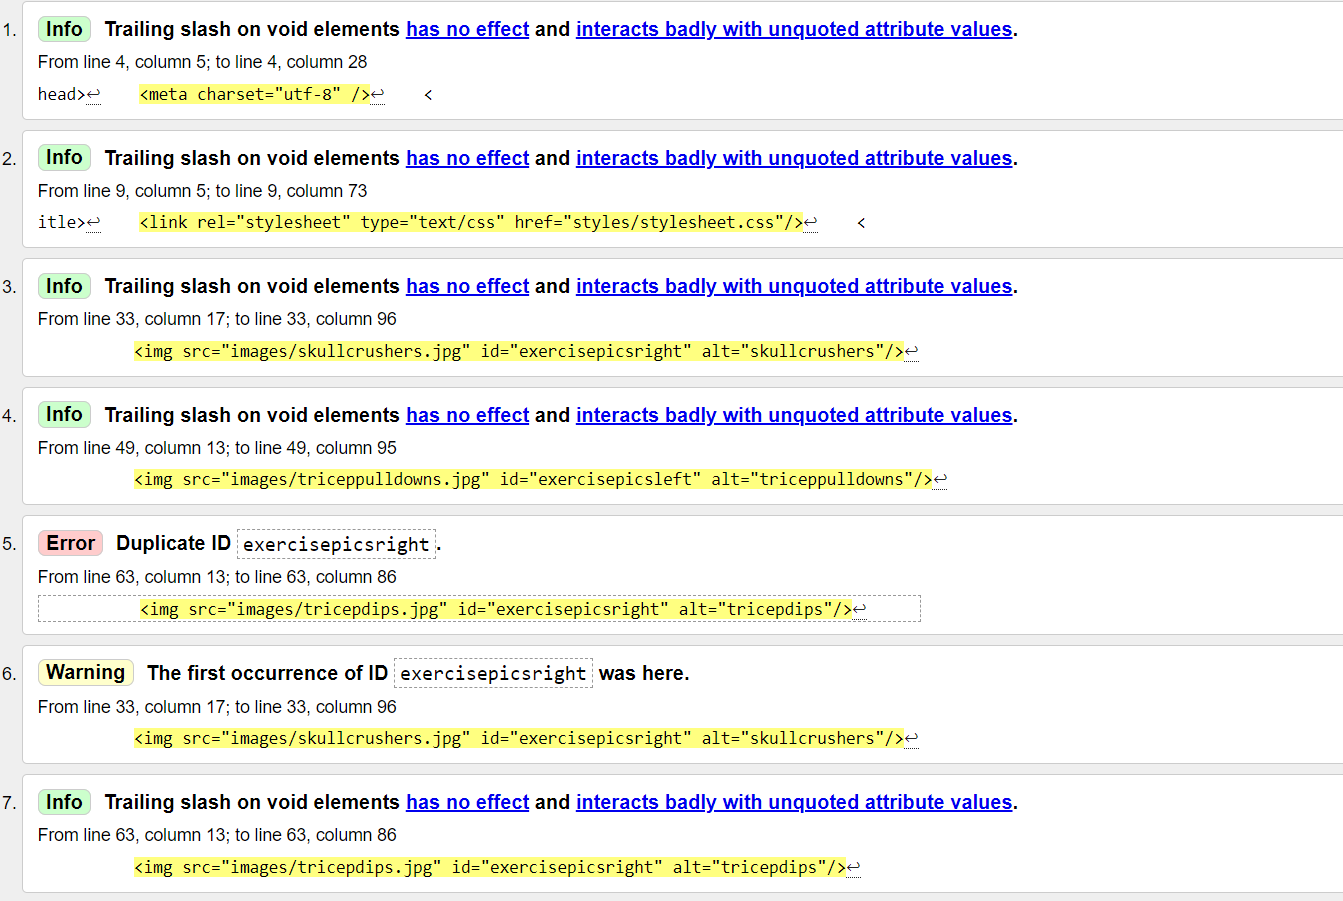 1. Info Trailing slash on void elements has no effect and interacts badly with unquoted attribute values.
From line 4, column 5; to line 4, column 28
head>↩    <meta charset="utf-8" />↩    <
2. Info Trailing slash on void elements has no effect and interacts badly with unquoted attribute values.
From line 9, column 5; to line 9, column 73
itle>↩    <link rel="stylesheet" type="text/css" href="styles/stylesheet.css"/>↩    <
3. Info Trailing slash on void elements has no effect and interacts badly with unquoted attribute values.
From line 33, column 17; to line 33, column 96
<img src="images/skullcrushers.jpg" id="exercisepicsright" alt="skullcrushers"/>↩
4. Info Trailing slash on void elements has no effect and interacts badly with unquoted attribute values.
From line 49, column 13; to line 49, column 95
<img src="images/triceppulldowns.jpg" id="exercisepicsleft" alt="triceppulldowns"/>↩
5. Error Duplicate ID exercisepicsright.
From line 63, column 13; to line 63, column 86
<img src="images/tricepdips.jpg" id="exercisepicsright" alt="tricepdips"/>↩
6. Warning The first occurrence of ID exercisepicsright was here.
From line 33, column 17; to line 33, column 96
<img src="images/skullcrushers.jpg" id="exercisepicsright" alt="skullcrushers"/>↩
7. Info Trailing slash on void elements has no effect and interacts badly with unquoted attribute values.
From line 63, column 13; to line 63, column 86
<img src="images/tricepdips.jpg" id="exercisepicsright" alt="tricepdips"/>↩